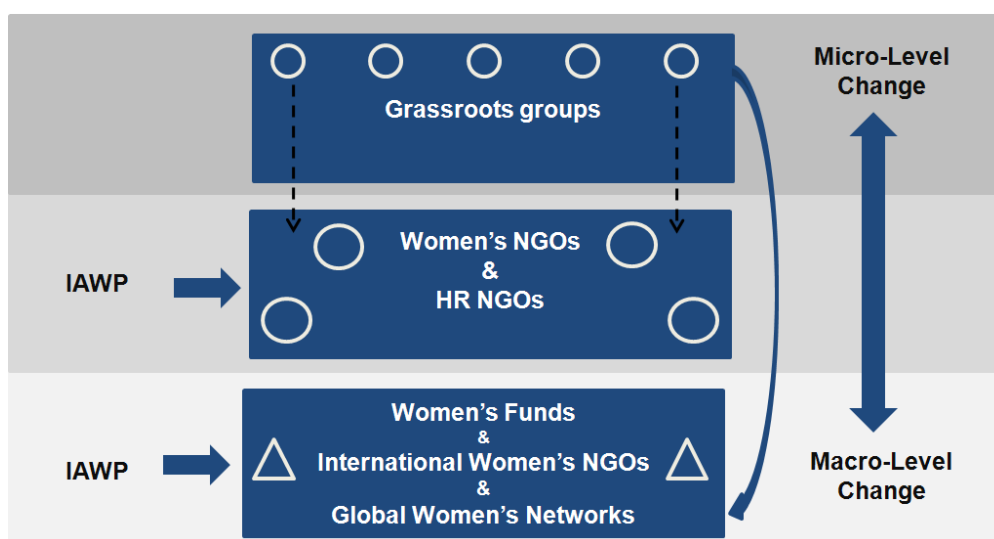 Micro-Level
Change
Grassroots groups
IAWP
Women’s NGOs
&
HR NGOs
IAWP
Women’s Funds
&
International Women’s NGOs
&
Global Women’s Networks
Macro-Level
Change